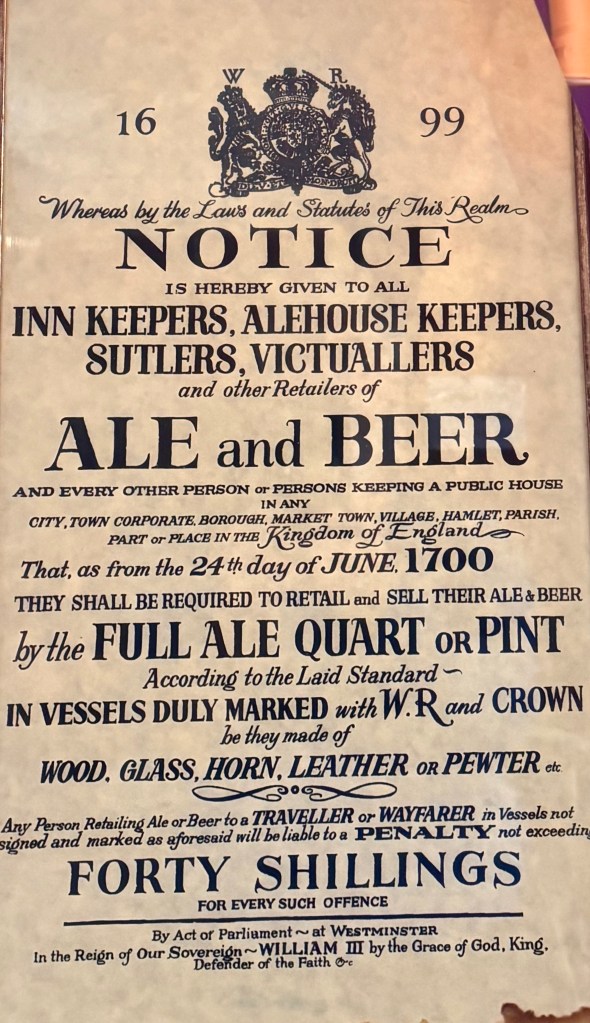 W R
16 99
Whereas by the Laws and Statutes of This Realm
NOTICE
IS HEREBY GIVEN TO ALL
INN KEEPERS, ALEHOUSE KEEPERS,
SUTLERS, VICTUALLERS
and other Retailers of
ALE and BEER
AND EVERY OTHER PERSON or PERSONS KEEPING A PUBLIC HOUSE
IN ANY
CITY, TOWN CORPORATE, BOROUGH, MARKET TOWN, VILLAGE, HAMLET, PARISH,
PART or PLACE IN THE Kingdom of England
That, as from the 24th day of JUNE, 1700
THEY SHALL BE REQUIRED TO RETAIL and SELL THEIR ALE & BEER
by the FULL ALE QUART OR PINT
According to the Laid Standard ~
IN VESSELS DULY MARKED with W.R and CROWN
be they made of
WOOD, GLASS, HORN, LEATHER OR PEWTER etc
Any Person Retailing Ale or Beer to a TRAVELLER or WAYFARER in Vessels not
signed and marked as aforesaid will be liable to a PENALTY not exceeding
FORTY SHILLINGS
FOR EVERY SUCH OFFENCE
By Act of Parliament ~ at WESTMINSTER
In the Reign of Our Sovereign ~ WILLIAM III by the Grace of God, King,
Defender of the Faith &c